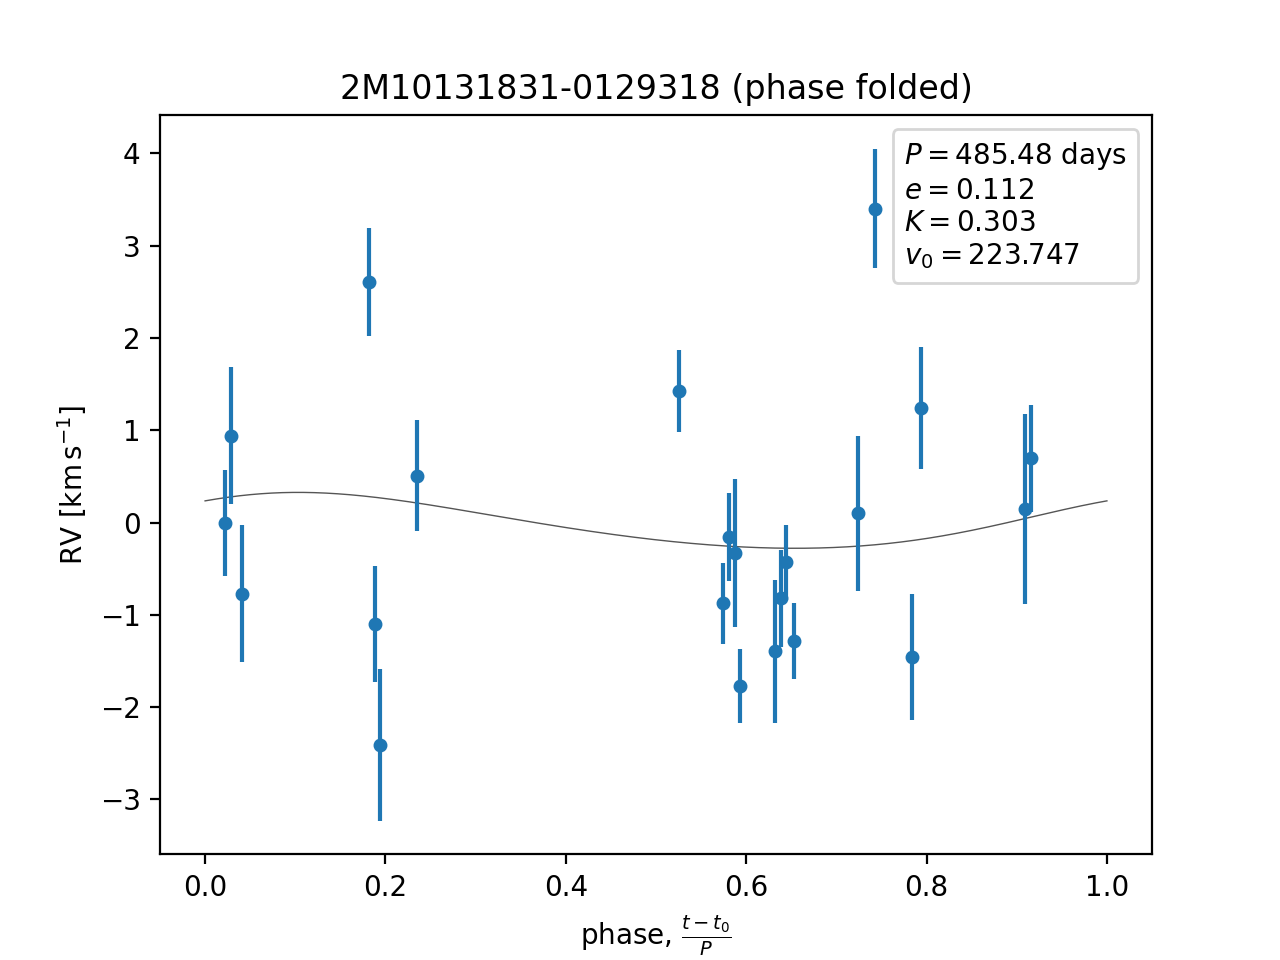 2M10131831-0129318 (phase folded)
P = 485.48 days
e = 0.112
K = 0.303
v₀ = 223.747
RV [km s⁻¹]
4
3
2
1
0
−1
−2
−3
0.0 0.2 0.4 0.6 0.8 1.0
phase, (t − t₀)/P